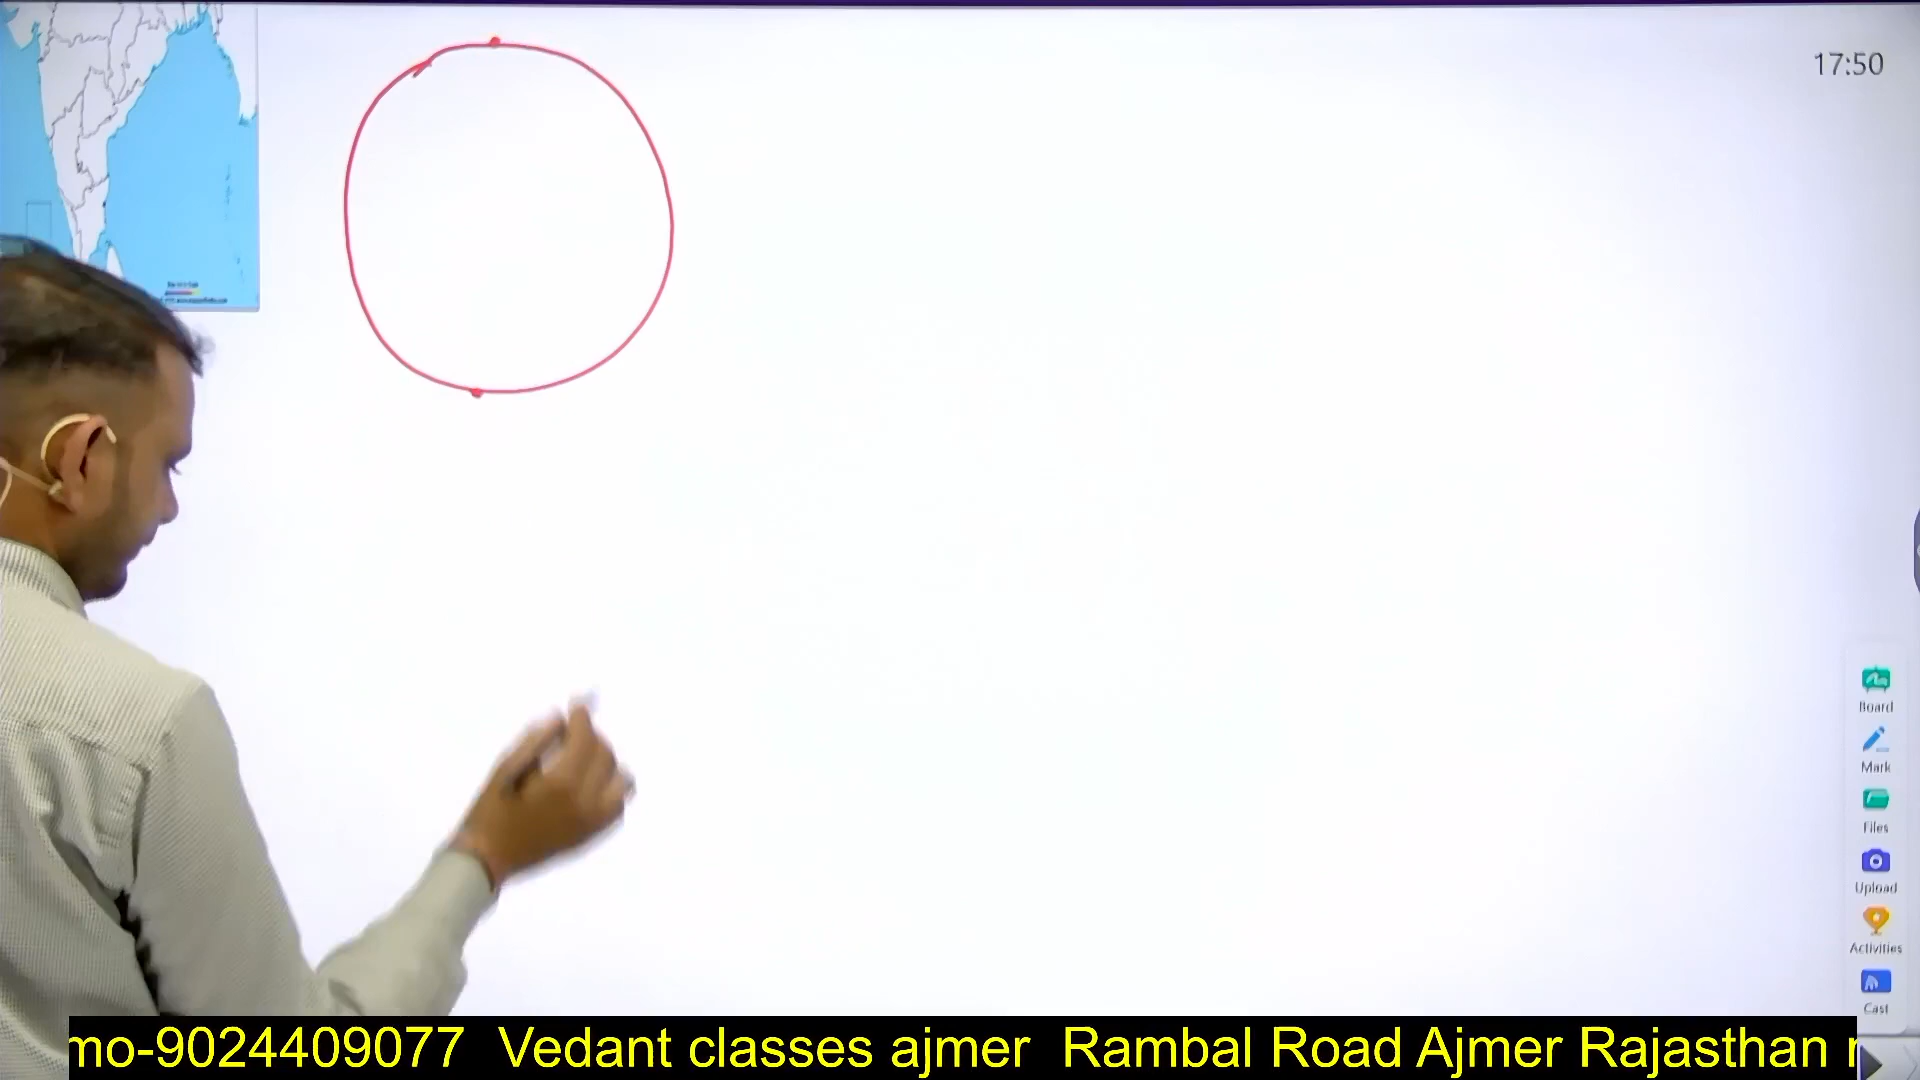 17:50
Board
Mark
Files
Upload
Activities
Cast
mo-9024409077 Vedant classes ajmer Rambal Road Ajmer Rajasthan